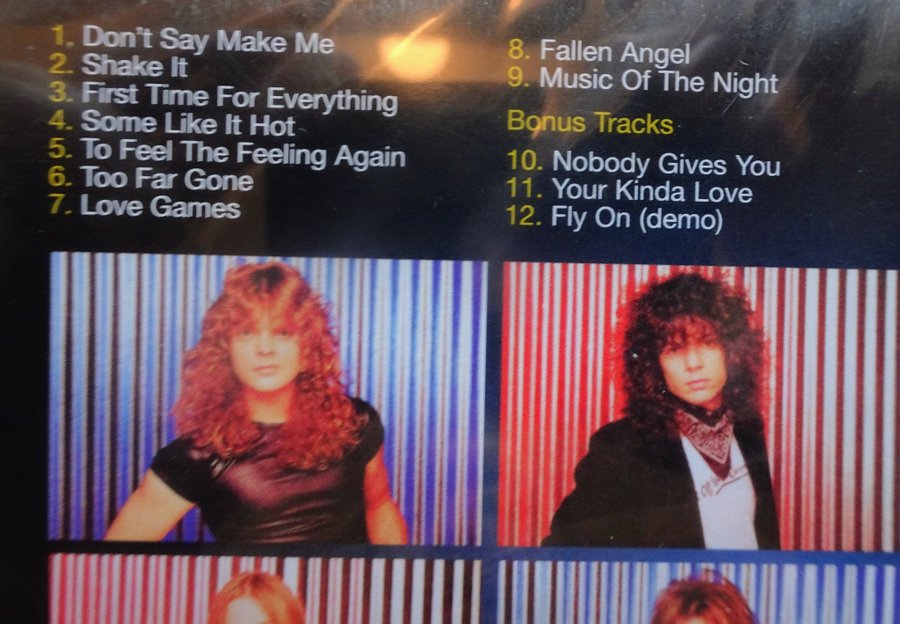 1. Don't Say Make Me
2. Shake It
3. First Time For Everything
4. Some Like It Hot
5. To Feel The Feeling Again
6. Too Far Gone
7. Love Games
8. Fallen Angel
9. Music Of The Night
Bonus Tracks
10. Nobody Gives You
11. Your Kinda Love
12. Fly On (demo)